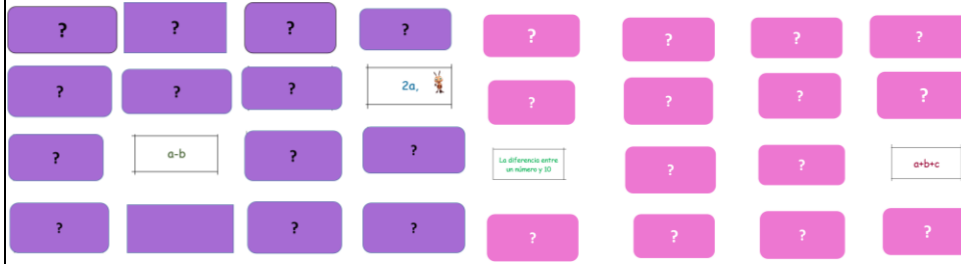 ? ? ? ? ? ? ? ?
? ? ? 2a, ? ? ? ?
? a-b ? ? La diferencia entre
un número y 10 ? ? a+b+c
? ? ? ? ? ? ?